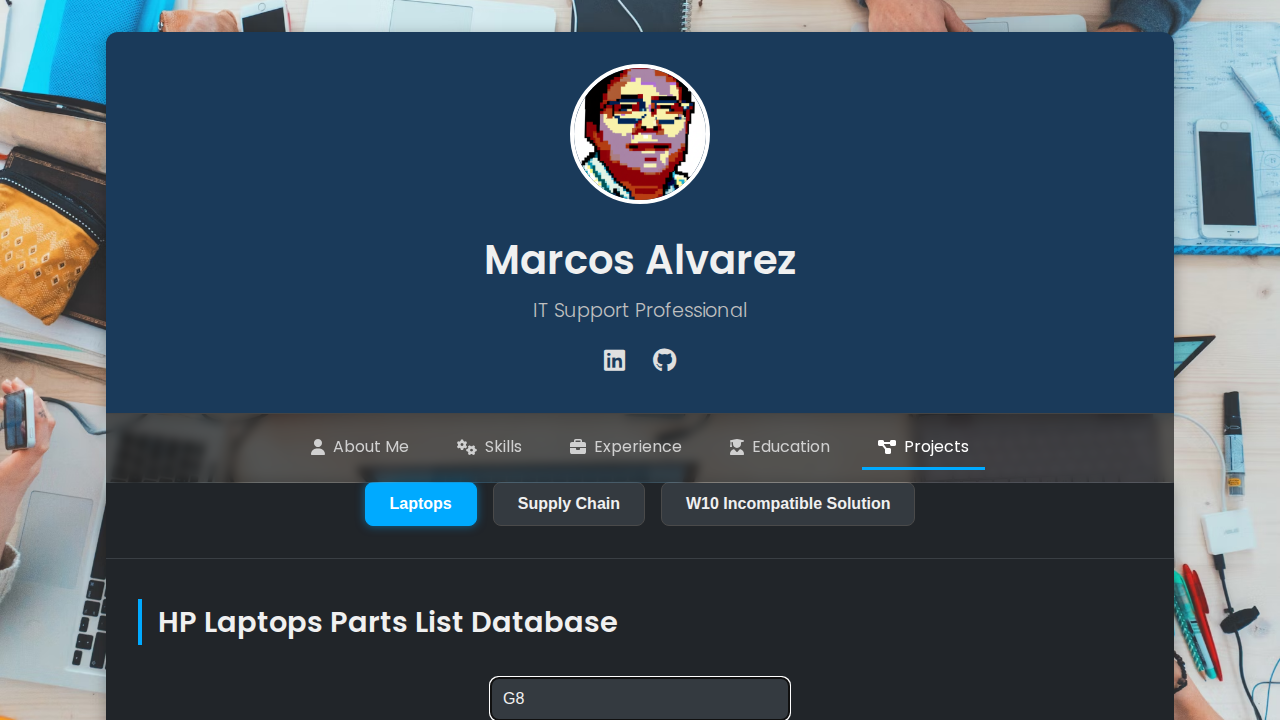 Marcos Alvarez
IT Support Professional
About Me
Skills
Experience
Education
Projects
Laptops
Supply Chain
W10 Incompatible Solution
HP Laptops Parts List Database
G8